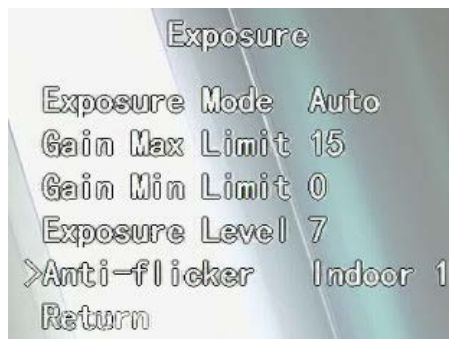 Exposure
Exposure Mode Auto
Gain Max Limit 15
Gain Min Limit 0
Exposure Level 7
>Anti-flicker Indoor 1
Return